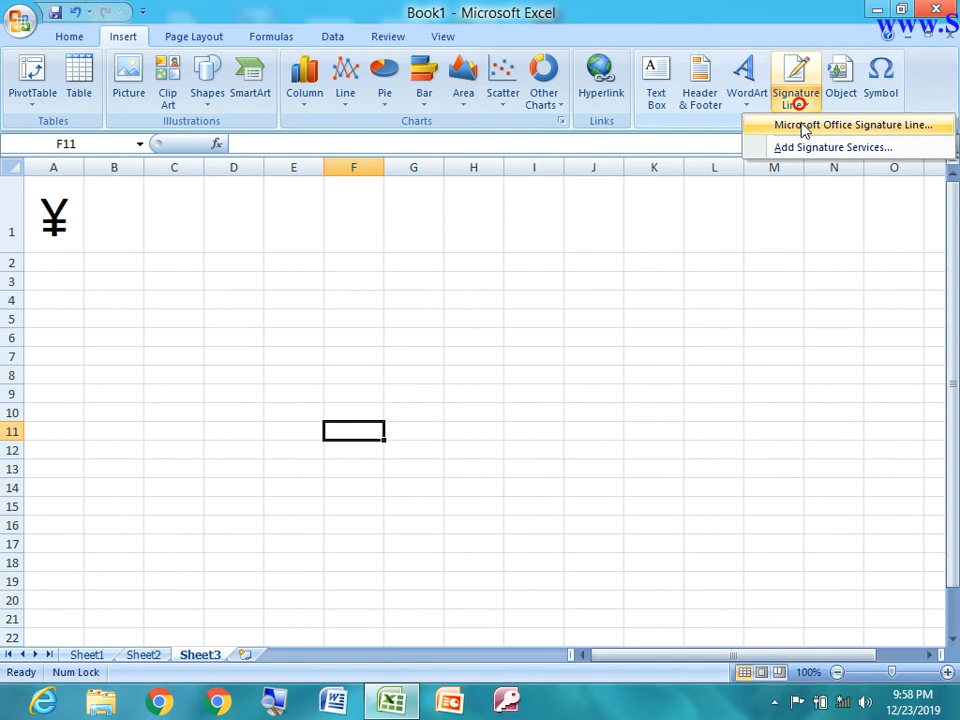 Book1 - Microsoft Excel
www.S
Home Insert Page Layout Formulas Data Review View
PivotTable Table Picture Clip Art Shapes SmartArt Column Line Pie Bar Area Scatter Other Charts Hyperlink Text Box Header & Footer WordArt Signature Line Object Symbol
Tables Illustrations Charts Links
Microsoft Office Signature Line...
Add Signature Services...
F11 fx
A B C D E F G H I J K L M N O
¥
1
2
3
4
5
6
7
8
9
10
11
12
13
14
15
16
17
18
19
20
21
22
Sheet1 Sheet2 Sheet3
Ready Num Lock 100%
9:58 PM
12/23/2019